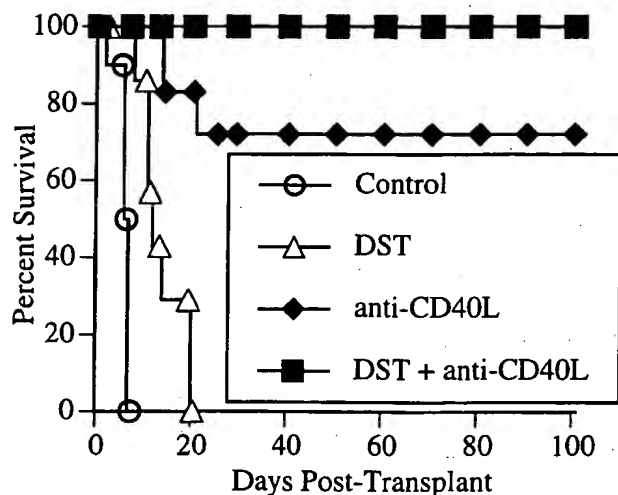 Percent Survival
100
80
60
40
20
0
Control
DST
anti-CD40L
DST + anti-CD40L
0 20 40 60 80 100
Days Post-Transplant